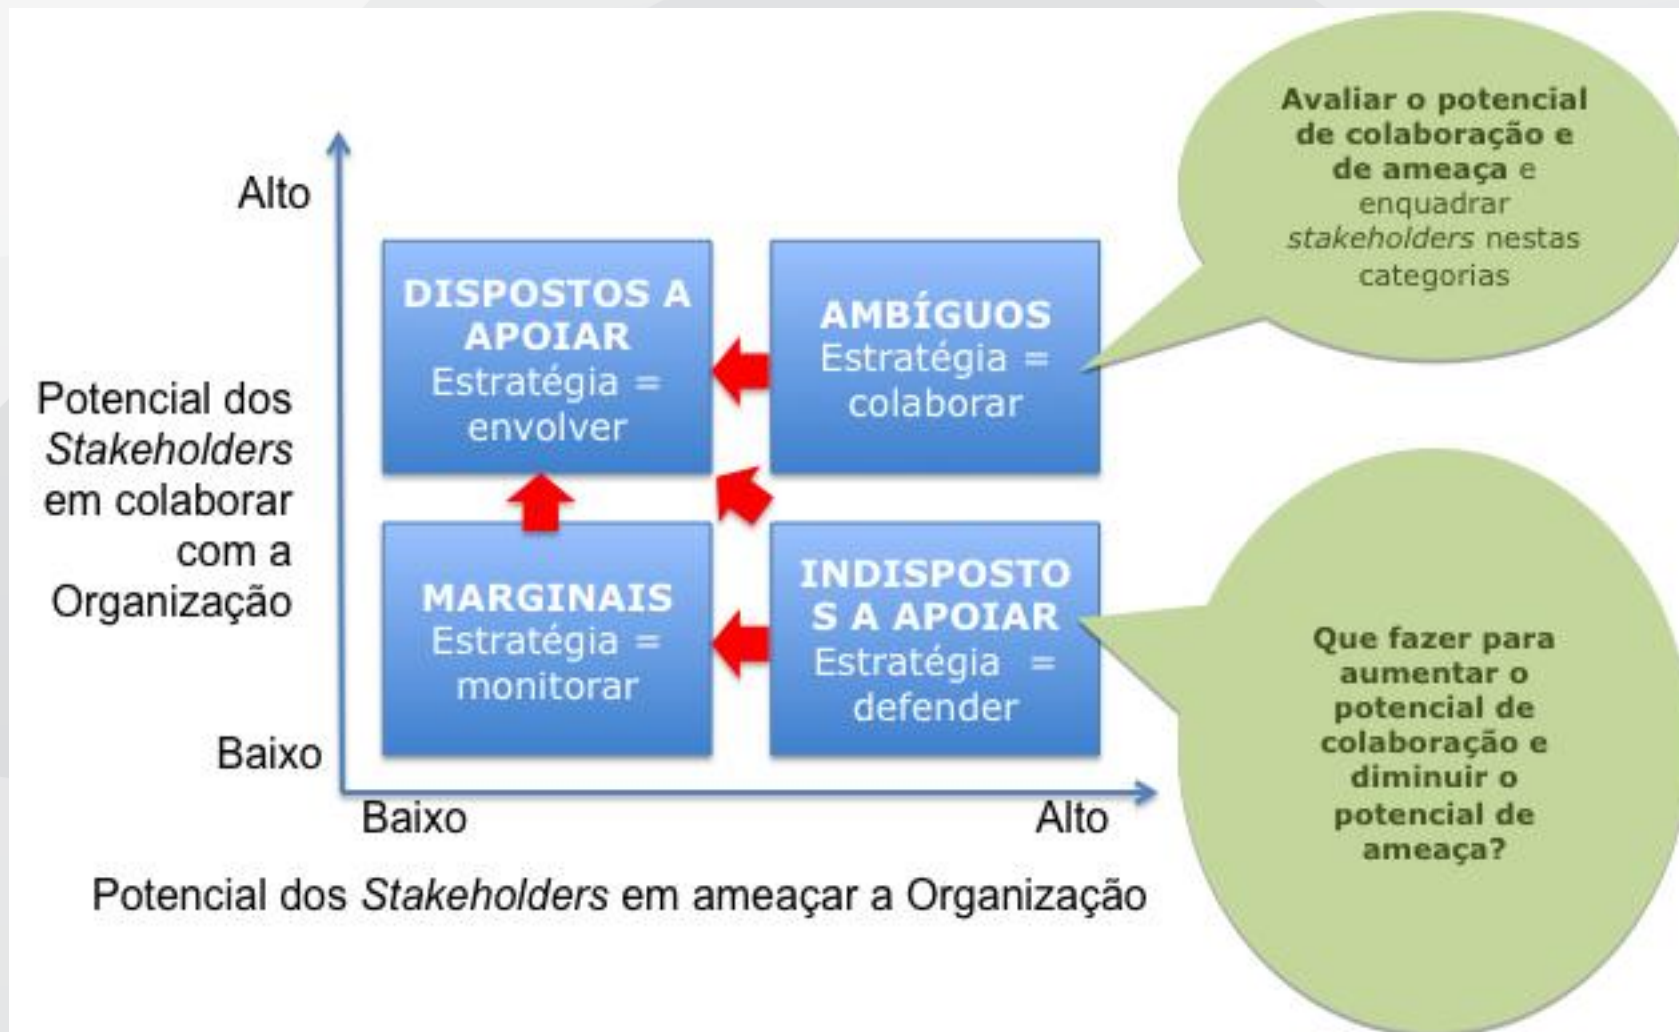 Alto
Potencial dos
Stakeholders
em colaborar
com a
Organização
Baixo
DISPOSTOS A
APOIAR
Estratégia =
envolver
AMBÍGUOS
Estratégia =
colaborar
MARGINAIS
Estratégia =
monitorar
INDISPOSTO
S A APOIAR
Estratégia =
defender
Baixo
Alto
Potencial dos Stakeholders em ameaçar a Organização
Avaliar o potencial
de colaboração e
de ameaça e
enquadrar
stakeholders nestas
categorias
Que fazer para
aumentar o
potencial de
colaboração e
diminuir o
potencial de
ameaça?